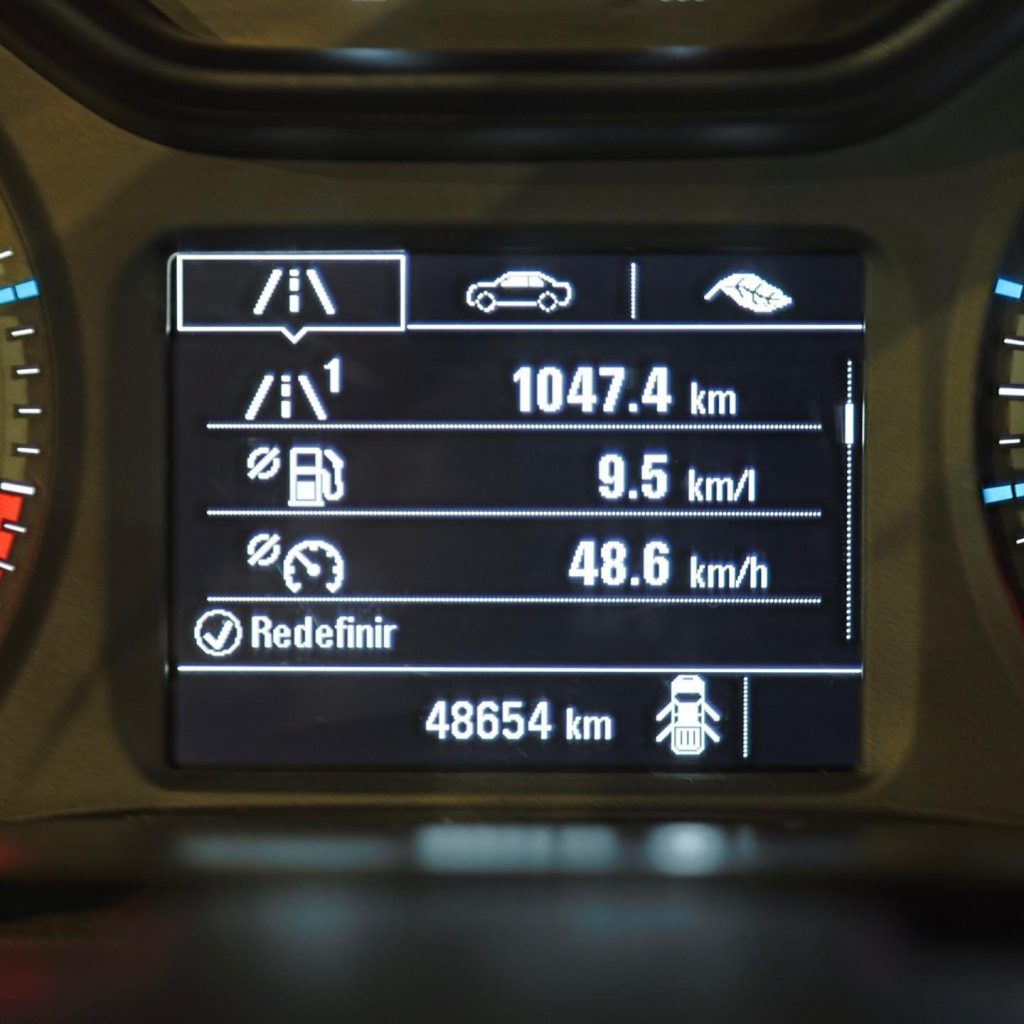 1
1047.4 km
9.5 km/l
48.6 km/h
Redefinir
48654 km